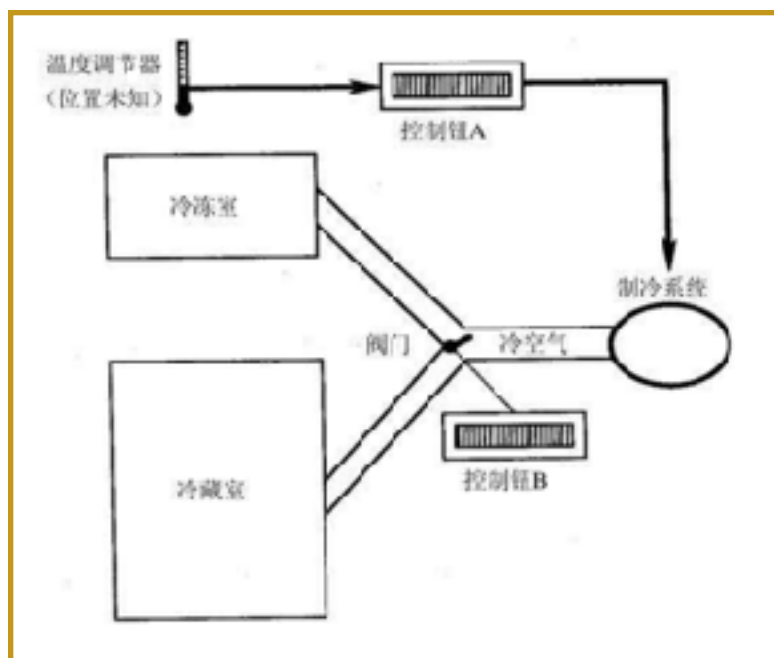 温度调节器
（位置未知）
控制钮A
冷冻室
制冷系统
阀门
冷空气
控制钮B
冷藏室